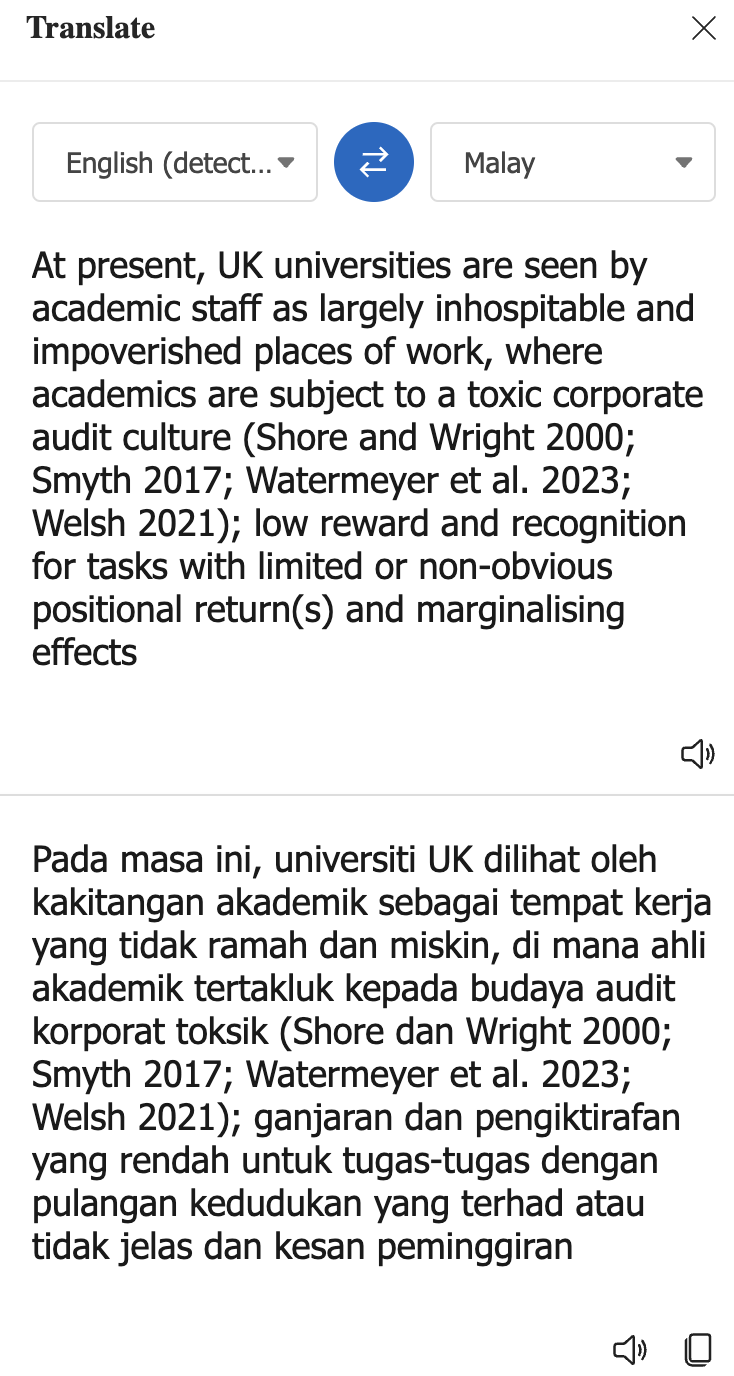 Translate
English (detect...
Malay
At present, UK universities are seen by
academic staff as largely inhospitable and
impoverished places of work, where
academics are subject to a toxic corporate
audit culture (Shore and Wright 2000;
Smyth 2017; Watermeyer et al. 2023;
Welsh 2021); low reward and recognition
for tasks with limited or non-obvious
positional return(s) and marginalising
effects
Pada masa ini, universiti UK dilihat oleh
kakitangan akademik sebagai tempat kerja
yang tidak ramah dan miskin, di mana ahli
akademik tertakluk kepada budaya audit
korporat toksik (Shore dan Wright 2000;
Smyth 2017; Watermeyer et al. 2023;
Welsh 2021); ganjaran dan pengiktirafan
yang rendah untuk tugas-tugas dengan
pulangan kedudukan yang terhad atau
tidak jelas dan kesan peminggiran